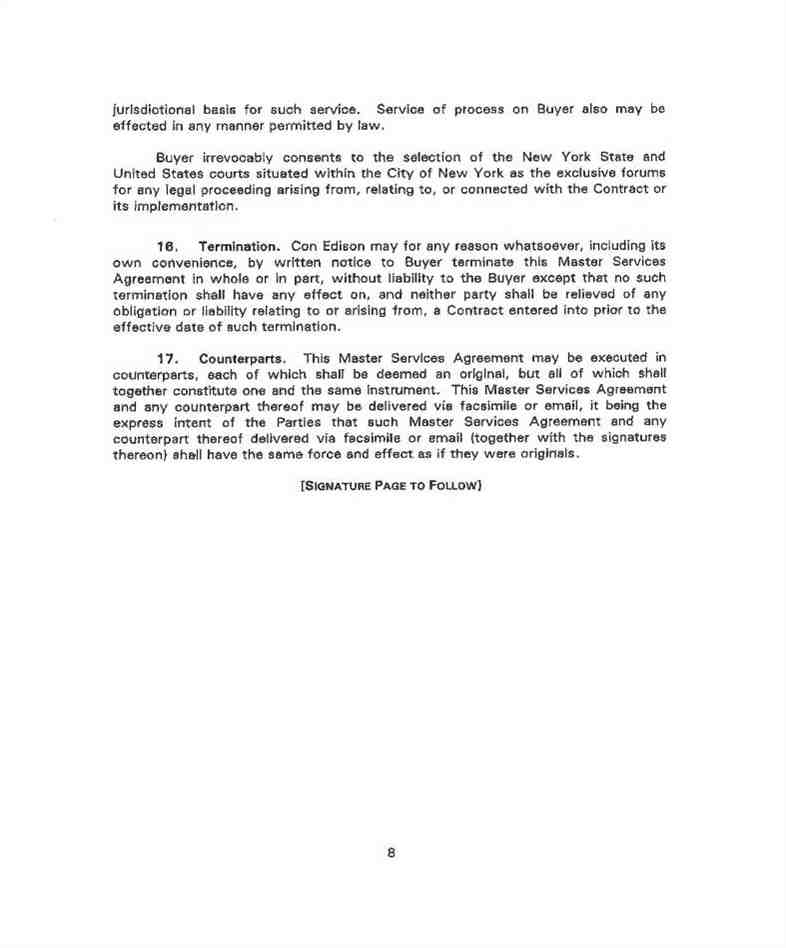 jurisdictional basis for such service. Service of process on Buyer also may be
effected in any manner permitted by law.
Buyer irrevocably consents to the selection of the New York State and
United States courts situated within the City of New York as the exclusive forums
for any legal proceeding arising from, relating to, or connected with the Contract or
its implementation.
16. Termination. Con Edison may for any reason whatsoever, including its
own convenience, by written notice to Buyer terminate this Master Services
Agreement in whole or in part, without liability to the Buyer except that no such
termination shall have any effect on, and neither party shall be relieved of any
obligation or liability relating to or arising from, a Contract entered into prior to the
effective date of such termination.
17. Counterparts. This Master Services Agreement may be executed in
counterparts, each of which shall be deemed an original, but all of which shall
together constitute one and the same instrument. This Master Services Agreement
and any counterpart thereof may be delivered via facsimile or email, it being the
express intent of the Parties that such Master Services Agreement and any
counterpart thereof delivered via facsimile or email (together with the signatures
thereon) shall have the same force and effect as if they were originals.
[SIGNATURE PAGE TO FOLLOW]
8